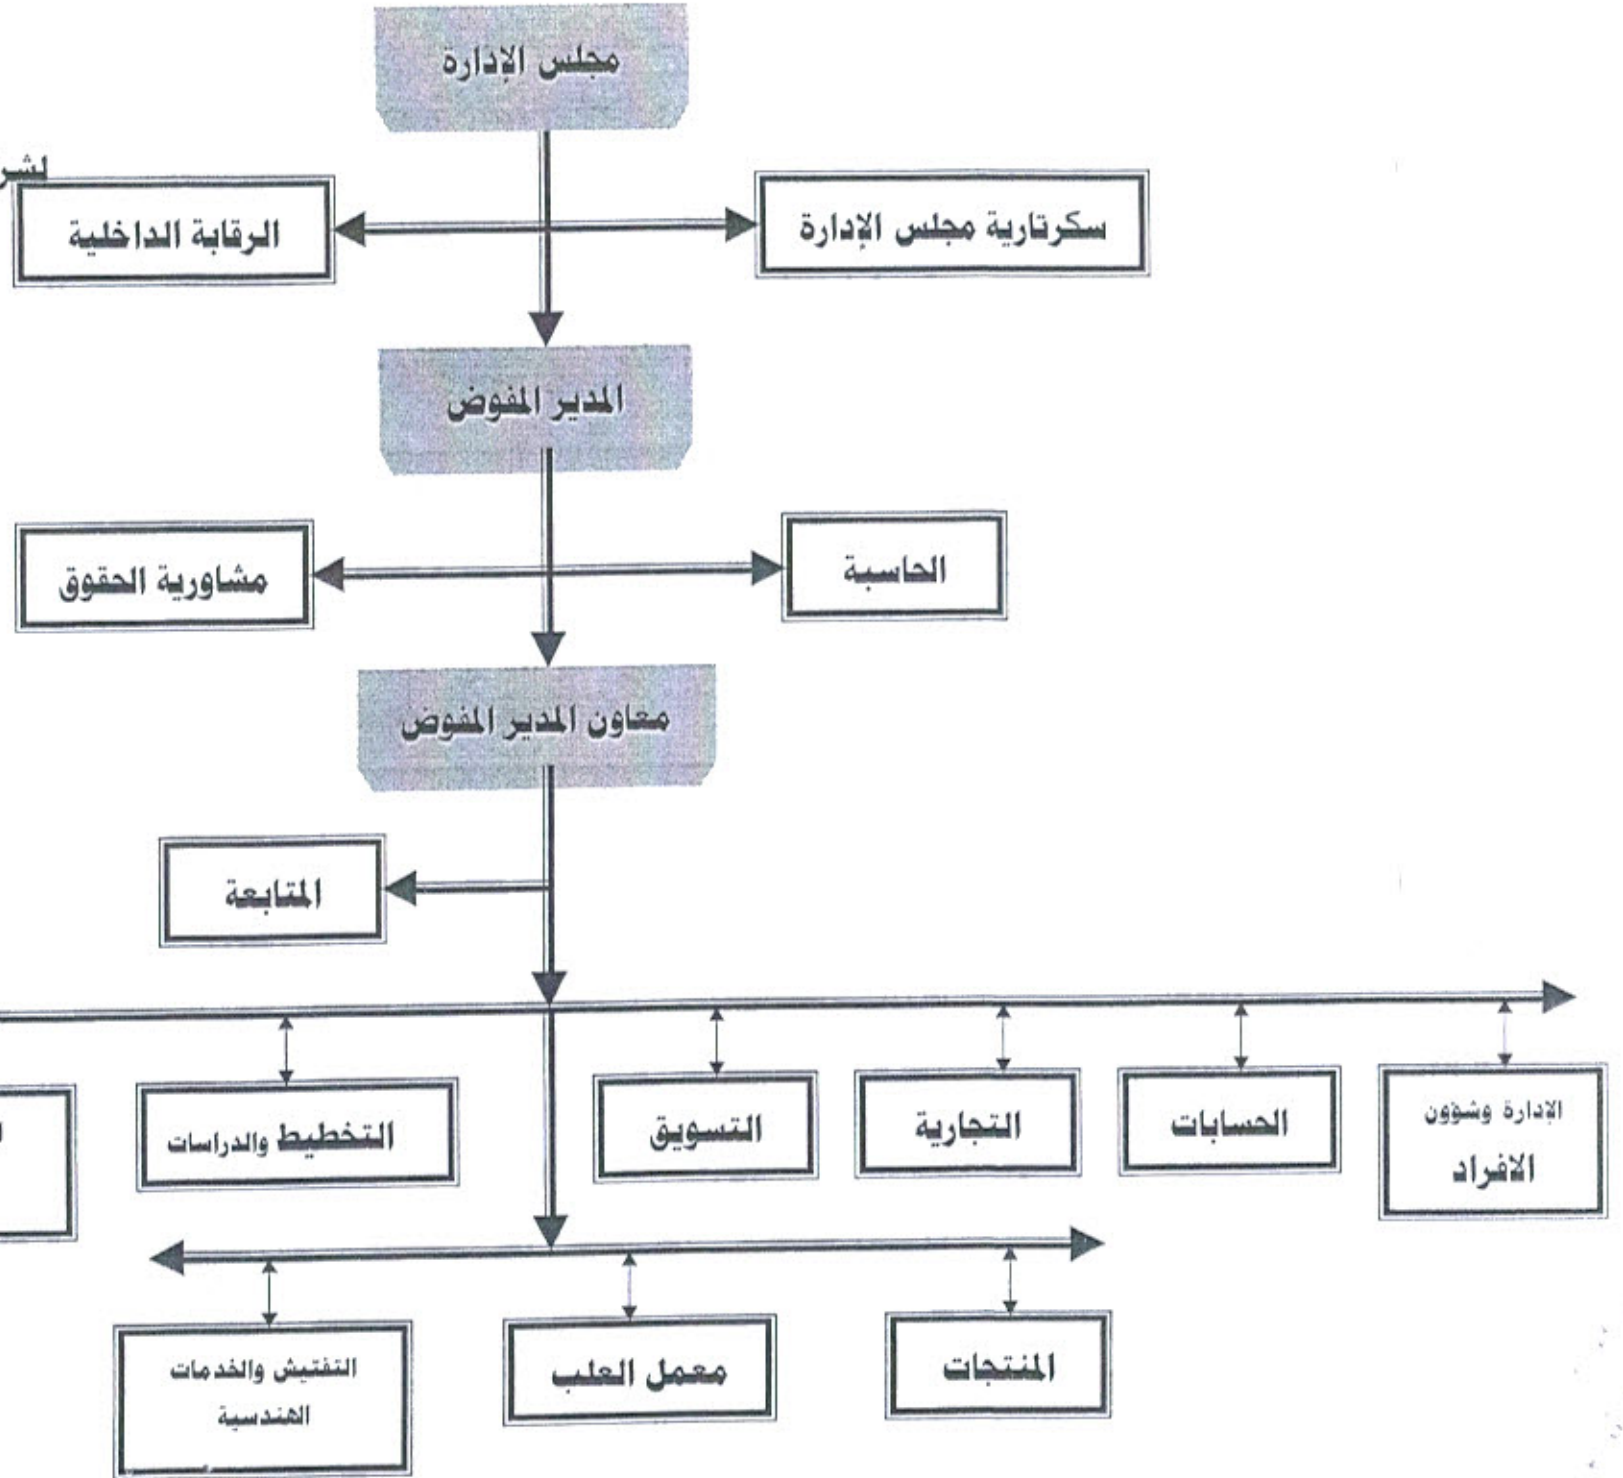 مجلس الإدارة
سكرتارية مجلس الإدارة
الرقابة الداخلية
المدير المفوض
الحاسبة
مشاورية الحقوق
معاون المدير المفوض
المتابعة
الإدارة وشؤون
الافراد
الحسابات
التجارية
التسويق
التخطيط والدراسات
المنتجات
معمل العلب
التفتيش والخدمات
الهندسية